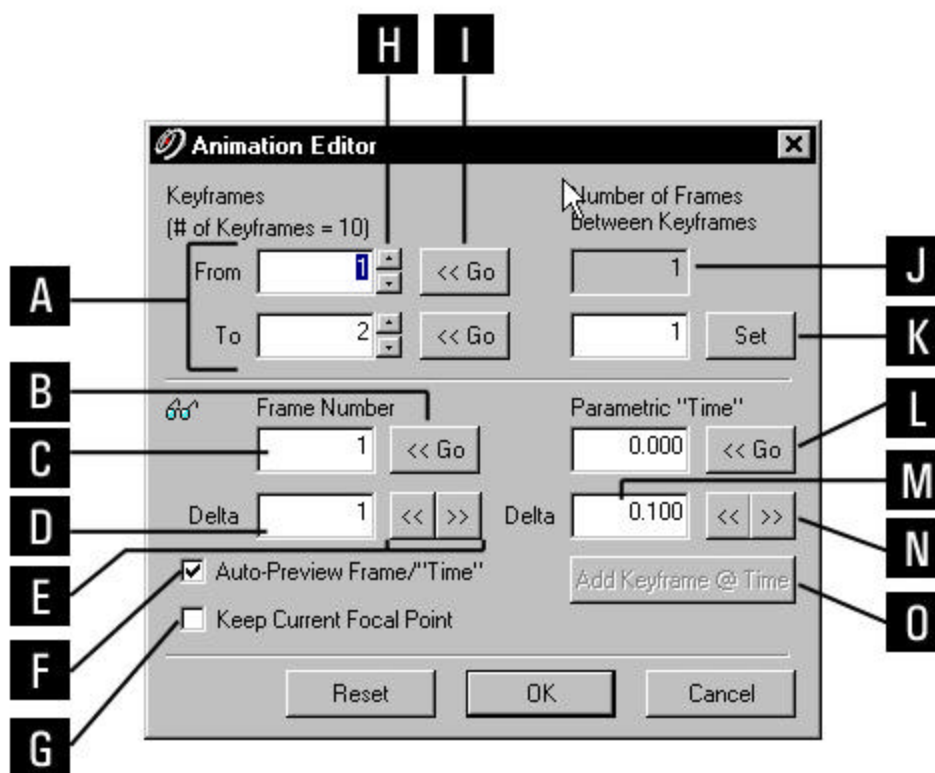 H I
Animation Editor
Keyframes
(# of Keyframes = 10)
Number of Frames
between Keyframes
A
From 1 << Go 1
J
To 2 << Go 1 Set
K
B
Frame Number Parametric "Time"
L
C
1 << Go 0.000 << Go
M
D
Delta 1 << >> Delta 0.100 << >>
N
E
Auto-Preview Frame/"Time" Add Keyframe @ Time
O
F
Keep Current Focal Point
G
Reset OK Cancel